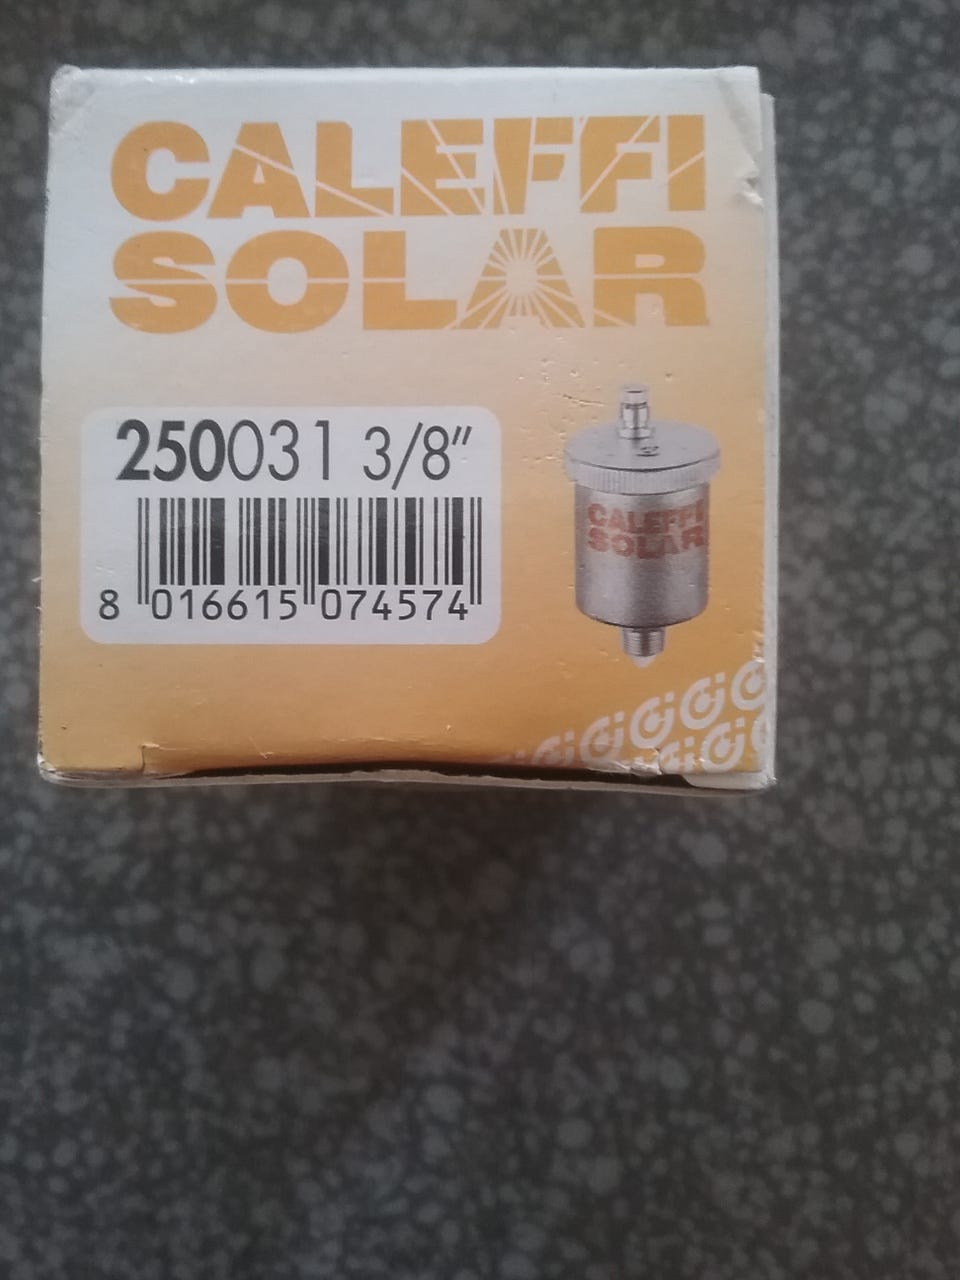 CALEFFI
SOLAR
250031 3/8"
8 016615 074574
CALEFFI
SOLAR